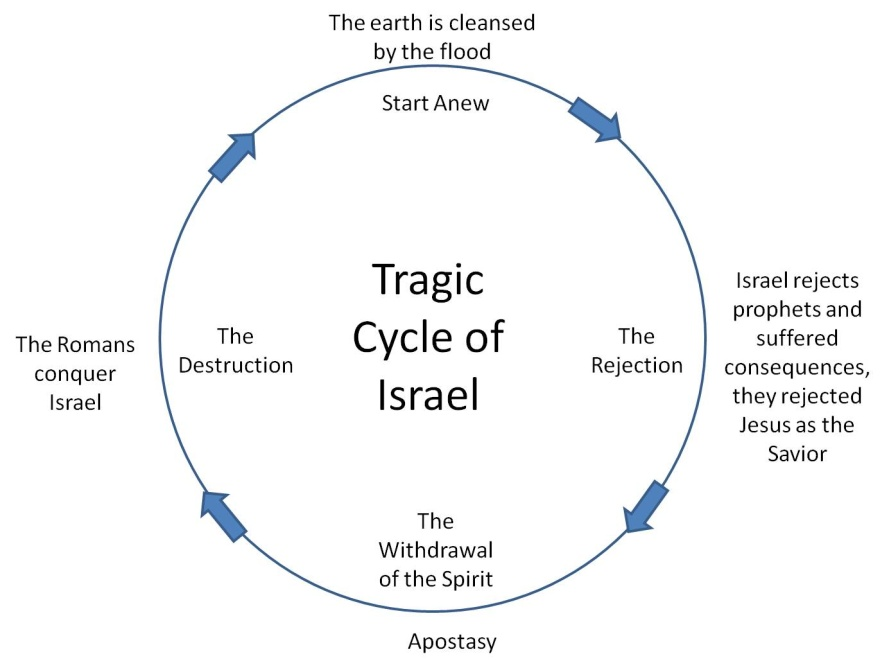 The earth is cleansed
by the flood
Start Anew
Tragic
Cycle of
Israel
The
Rejection
Israel rejects
prophets and
suffered
consequences,
they rejected
Jesus as the
Savior
The
Withdrawal
of the Spirit
Apostasy
The
Destruction
The Romans
conquer
Israel